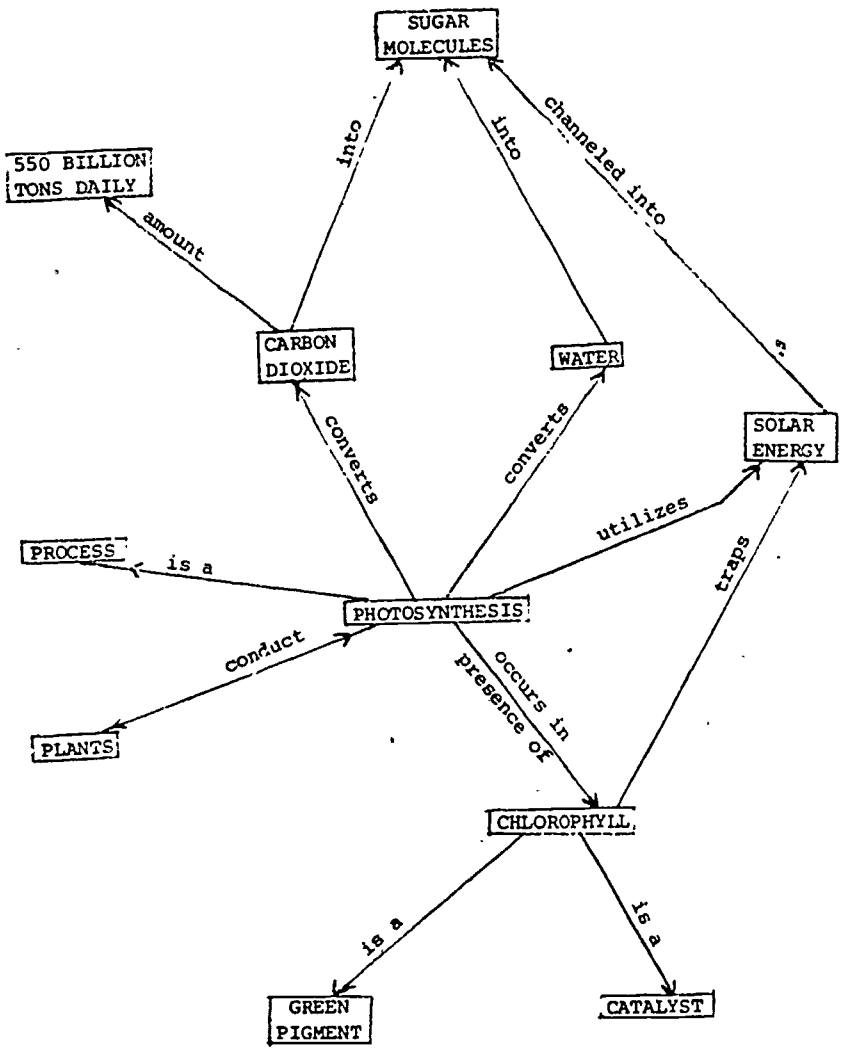 SUGAR
MOLECULES
channeled into
into
into
550 BILLION
TONS DAILY
amount
CARBON
DIOXIDE
WATER
SOLAR
ENERGY
converts
converts
utilizes
traps
PROCESS
is a
PHOTOSYNTHESIS
conduct
occurs in
presence of
PLANTS
CHLOROPHYLL
is a
is a
GREEN
PIGMENT
CATALYST